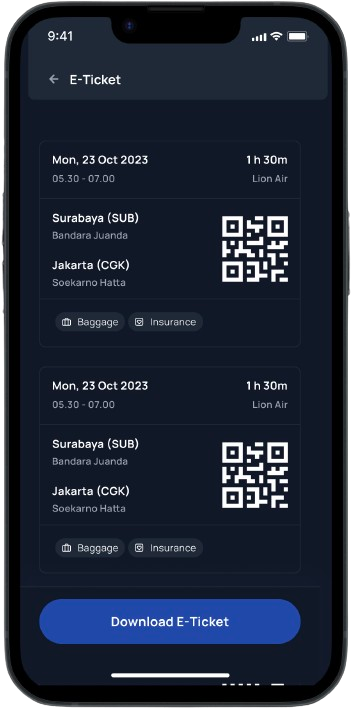 9:41
E-Ticket
Mon, 23 Oct 2023 1 h 30m
05.30 - 07.00 Lion Air
Surabaya (SUB)
Bandara Juanda
Jakarta (CGK)
Soekarno Hatta
Baggage Insurance
Mon, 23 Oct 2023 1 h 30m
05.30 - 07.00 Lion Air
Surabaya (SUB)
Bandara Juanda
Jakarta (CGK)
Soekarno Hatta
Baggage Insurance
Download E-Ticket